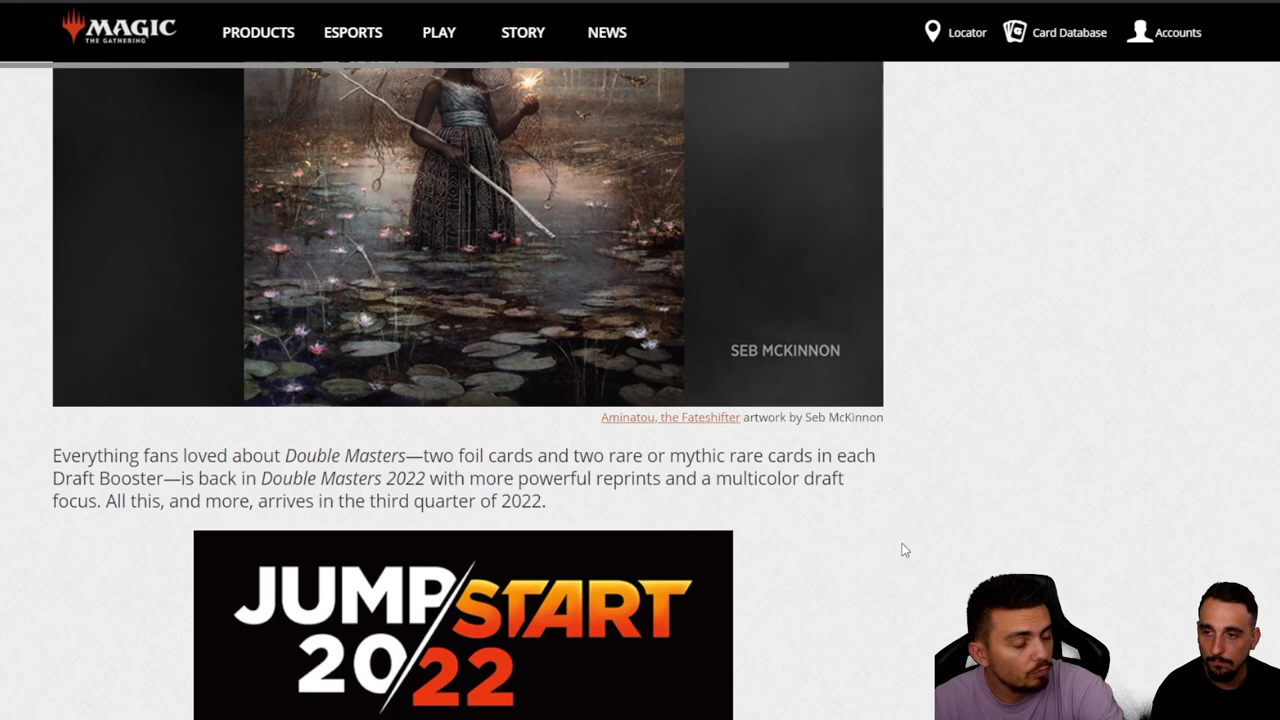 MAGIC
THE GATHERING
PRODUCTS
ESPORTS
PLAY
STORY
NEWS
Locator
Card Database
Accounts
SEB MCKINNON
Aminatou, the Fateshifter artwork by Seb McKinnon
Everything fans loved about Double Masters—two foil cards and two rare or mythic rare cards in each
Draft Booster—is back in Double Masters 2022 with more powerful reprints and a multicolor draft
focus. All this, and more, arrives in the third quarter of 2022.
JUMP/START
2022